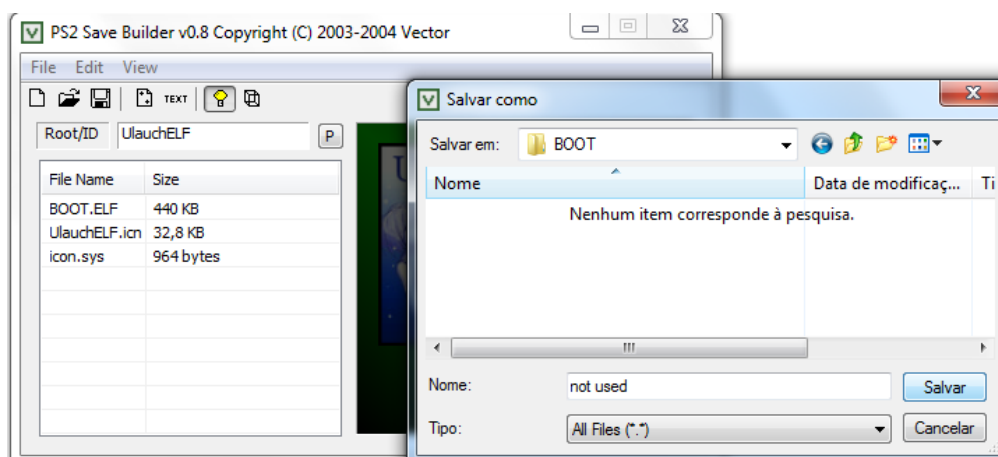 PS2 Save Builder v0.8 Copyright (C) 2003-2004 Vector
File Edit View
TEXT
Root/ID UlauchELF P
File Name Size
BOOT.ELF 440 KB
UlauchELF.icn 32,8 KB
icon.sys 964 bytes
U
Salvar como
Salvar em: BOOT
Nome Data de modificaç... Ti
Nenhum item corresponde à pesquisa.
Nome: not used Salvar
Tipo: All Files (*.*) Cancelar